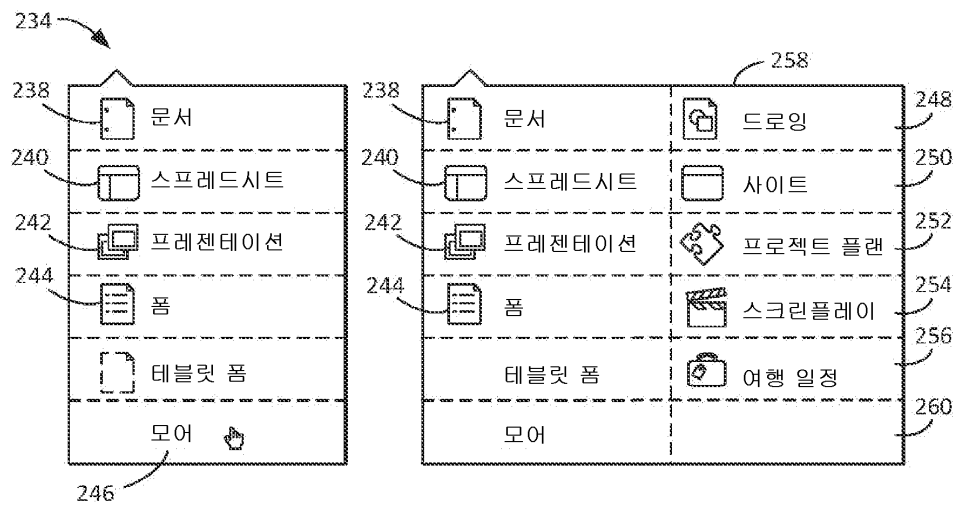 234
258
238
문서
238
문서
드로잉
248
240
스프레드시트
240
스프레드시트
사이트
250
242
프레젠테이션
242
프레젠테이션
프로젝트 플랜
252
244
폼
244
폼
스크린플레이
254
테블릿 폼
테블릿 폼
여행 일정
256
모어
모어
260
246